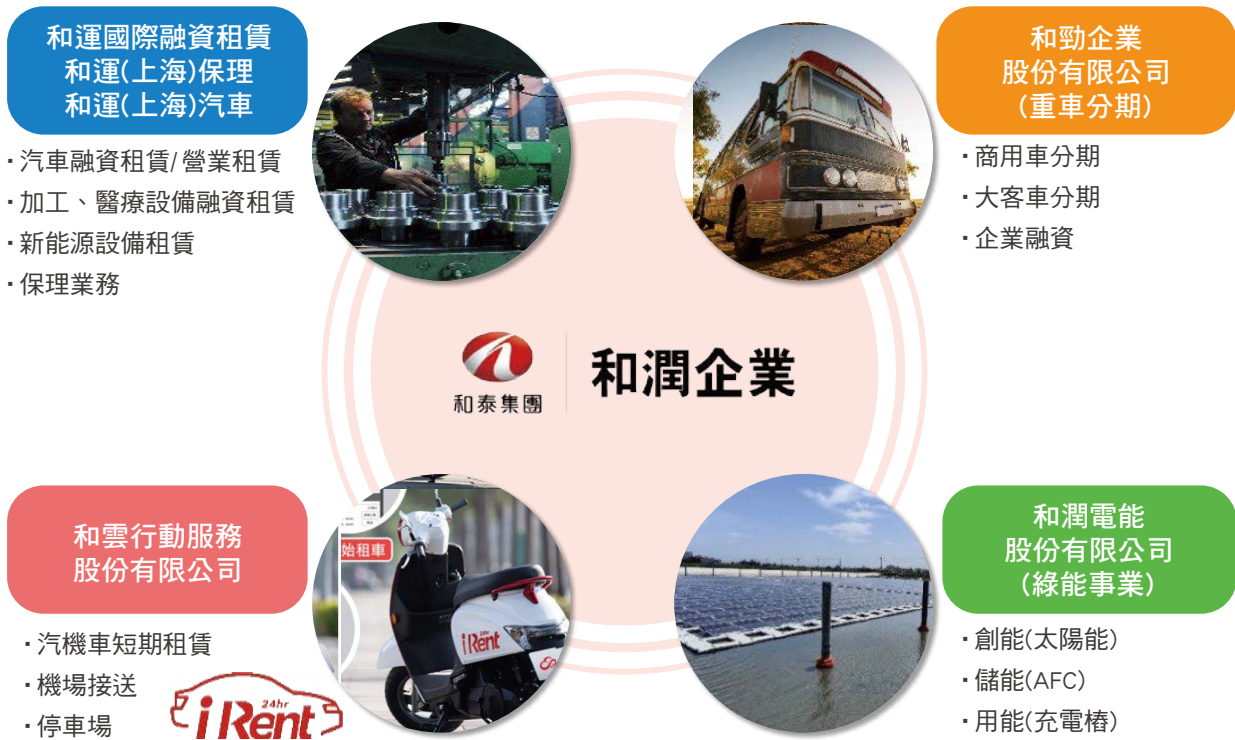 和運國際融資租賃
和運(上海)保理
和運(上海)汽車
・汽車融資租賃/營業租賃
・加工、醫療設備融資租賃
・新能源設備租賃
・保理業務
和勁企業
股份有限公司
(重車分期)
・商用車分期
・大客車分期
・企業融資
和泰集團
和潤企業
和雲行動服務
股份有限公司
・汽機車短期租賃
・機場接送
・停車場
24hr
iRent
始租車
24hr
iRent
和潤電能
股份有限公司
(綠能事業)
・創能(太陽能)
・儲能(AFC)
・用能(充電樁)